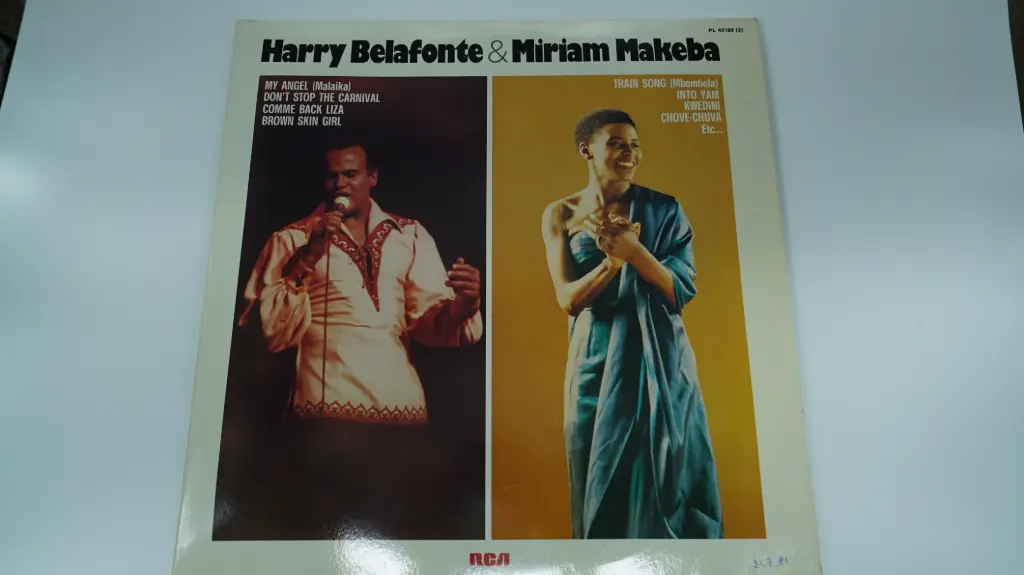 PL 42189 (2)
Harry Belafonte & Miriam Makeba
MY ANGEL (Malaika)
DON'T STOP THE CARNIVAL
COMME BACK LIZA
BROWN SKIN GIRL
TRAIN SONG (Mbombela)
INTO YAM
KWEDINI
CHOVE-CHUVA
Etc...
RCA